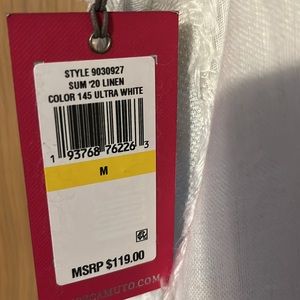 STYLE 9030927
SUM '20 LINEN
COLOR 145 ULTRA WHITE
1 93768 76226 3
M
MSRP $119.00